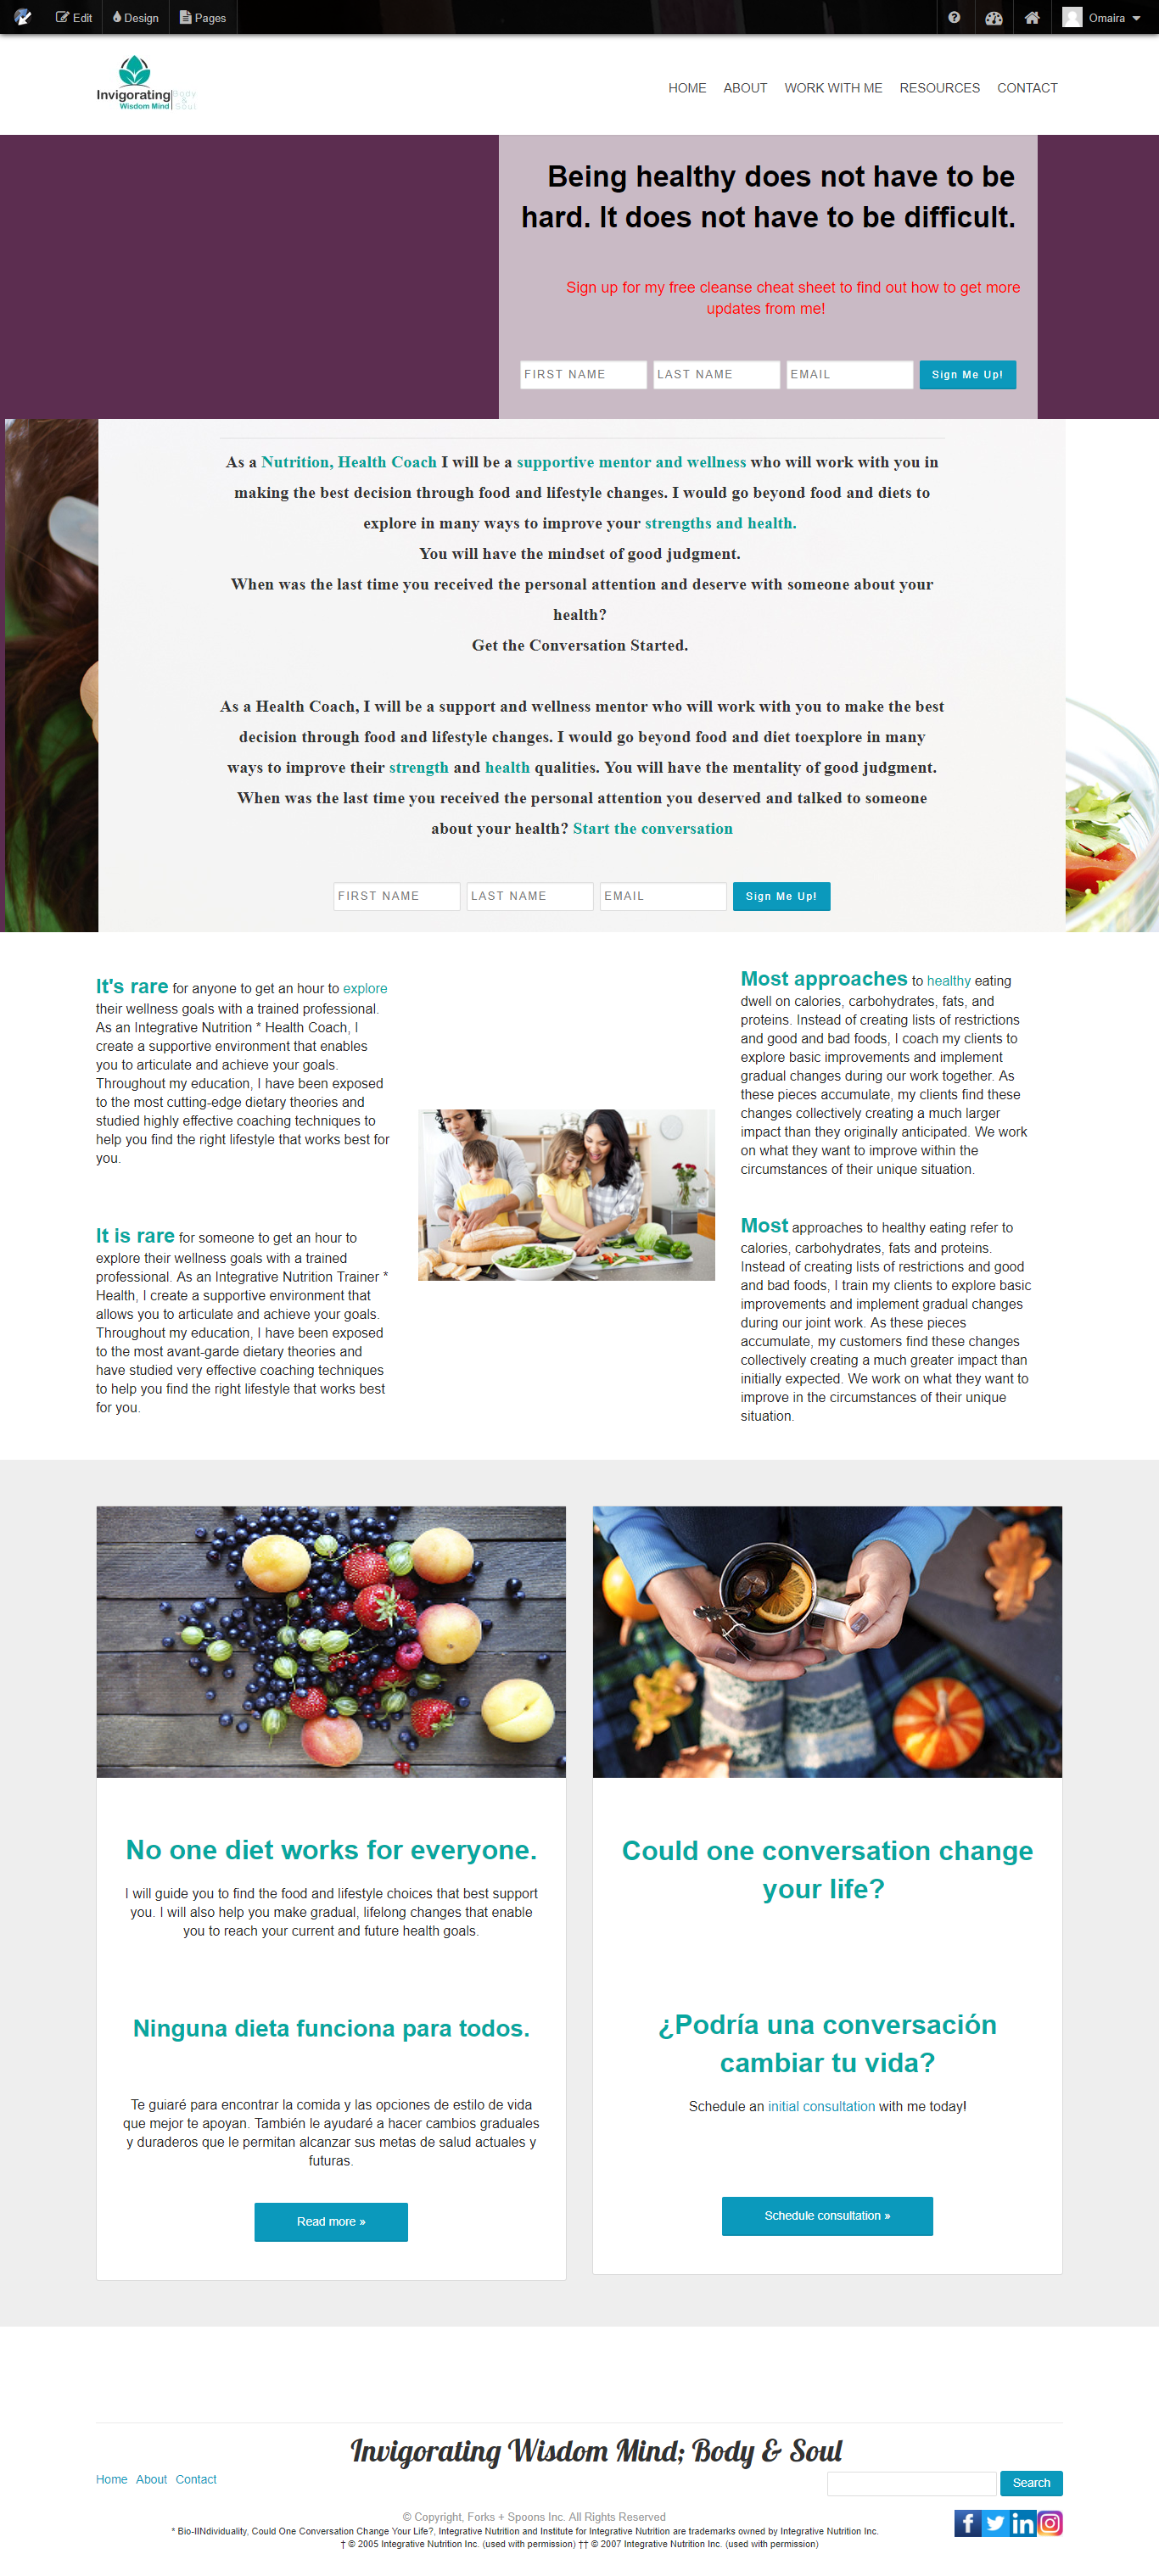 Edit Design Pages Omaira
Invigorating Body
&
Wisdom Mind Soul
HOME ABOUT WORK WITH ME RESOURCES CONTACT
Being healthy does not have to be
hard. It does not have to be difficult.
Sign up for my free cleanse cheat sheet to find out how to get more
updates from me!
FIRST NAME LAST NAME EMAIL Sign Me Up!
As a Nutrition, Health Coach I will be a supportive mentor and wellness who will work with you in
making the best decision through food and lifestyle changes. I would go beyond food and diets to
explore in many ways to improve your strengths and health.
You will have the mindset of good judgment.
When was the last time you received the personal attention and deserve with someone about your
health?
Get the Conversation Started.
As a Health Coach, I will be a support and wellness mentor who will work with you to make the best
decision through food and lifestyle changes. I would go beyond food and diet toexplore in many
ways to improve their strength and health qualities. You will have the mentality of good judgment.
When was the last time you received the personal attention you deserved and talked to someone
about your health? Start the conversation
FIRST NAME LAST NAME EMAIL Sign Me Up!
It's rare for anyone to get an hour to explore
their wellness goals with a trained professional.
As an Integrative Nutrition * Health Coach, I
create a supportive environment that enables
you to articulate and achieve your goals.
Throughout my education, I have been exposed
to the most cutting-edge dietary theories and
studied highly effective coaching techniques to
help you find the right lifestyle that works best for
you.
It is rare for someone to get an hour to
explore their wellness goals with a trained
professional. As an Integrative Nutrition Trainer *
Health, I create a supportive environment that
allows you to articulate and achieve your goals.
Throughout my education, I have been exposed
to the most avant-garde dietary theories and
have studied very effective coaching techniques
to help you find the right lifestyle that works best
for you.
Most approaches to healthy eating
dwell on calories, carbohydrates, fats, and
proteins. Instead of creating lists of restrictions
and good and bad foods, I coach my clients to
explore basic improvements and implement
gradual changes during our work together. As
these pieces accumulate, my clients find these
changes collectively creating a much larger
impact than they originally anticipated. We work
on what they want to improve within the
circumstances of their unique situation.
Most approaches to healthy eating refer to
calories, carbohydrates, fats and proteins.
Instead of creating lists of restrictions and good
and bad foods, I train my clients to explore basic
improvements and implement gradual changes
during our joint work. As these pieces
accumulate, my customers find these changes
collectively creating a much greater impact than
initially expected. We work on what they want to
improve in the circumstances of their unique
situation.
No one diet works for everyone.
I will guide you to find the food and lifestyle choices that best support
you. I will also help you make gradual, lifelong changes that enable
you to reach your current and future health goals.
Ninguna dieta funciona para todos.
Te guiaré para encontrar la comida y las opciones de estilo de vida
que mejor te apoyan. También le ayudaré a hacer cambios graduales
y duraderos que le permitan alcanzar sus metas de salud actuales y
futuras.
Read more »
Could one conversation change
your life?
¿Podría una conversación
cambiar tu vida?
Schedule an initial consultation with me today!
Schedule consultation »
Invigorating Wisdom Mind; Body & Soul
Home About Contact Search
© Copyright, Forks + Spoons Inc. All Rights Reserved
* Bio-IINdividuality, Could One Conversation Change Your Life?, Integrative Nutrition and Institute for Integrative Nutrition are trademarks owned by Integrative Nutrition Inc.
† © 2005 Integrative Nutrition Inc. (used with permission) †† © 2007 Integrative Nutrition Inc. (used with permission)